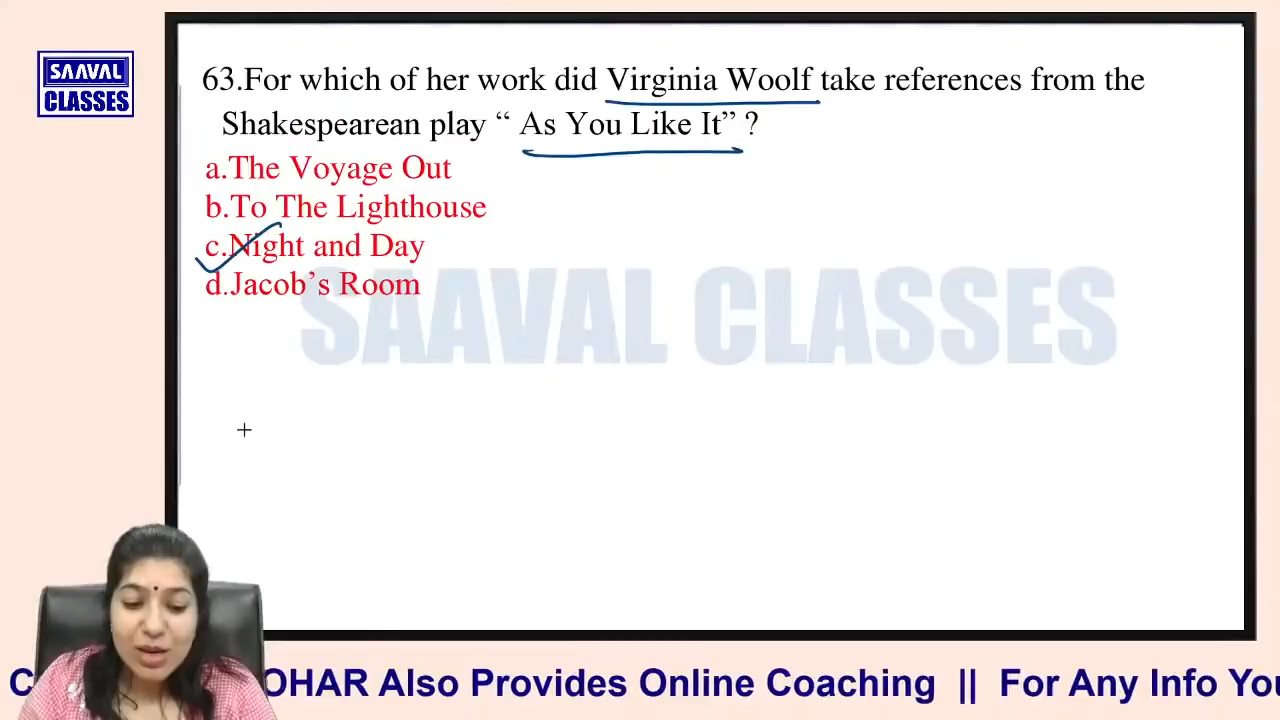 SAAVAL
CLASSES
63.For which of her work did Virginia Woolf take references from the
Shakespearean play “ As You Like It” ?
a.The Voyage Out
b.To The Lighthouse
c.Night and Day
d.Jacob’s Room
SAAVAL CLASSES
OHAR Also Provides Online Coaching || For Any Info You